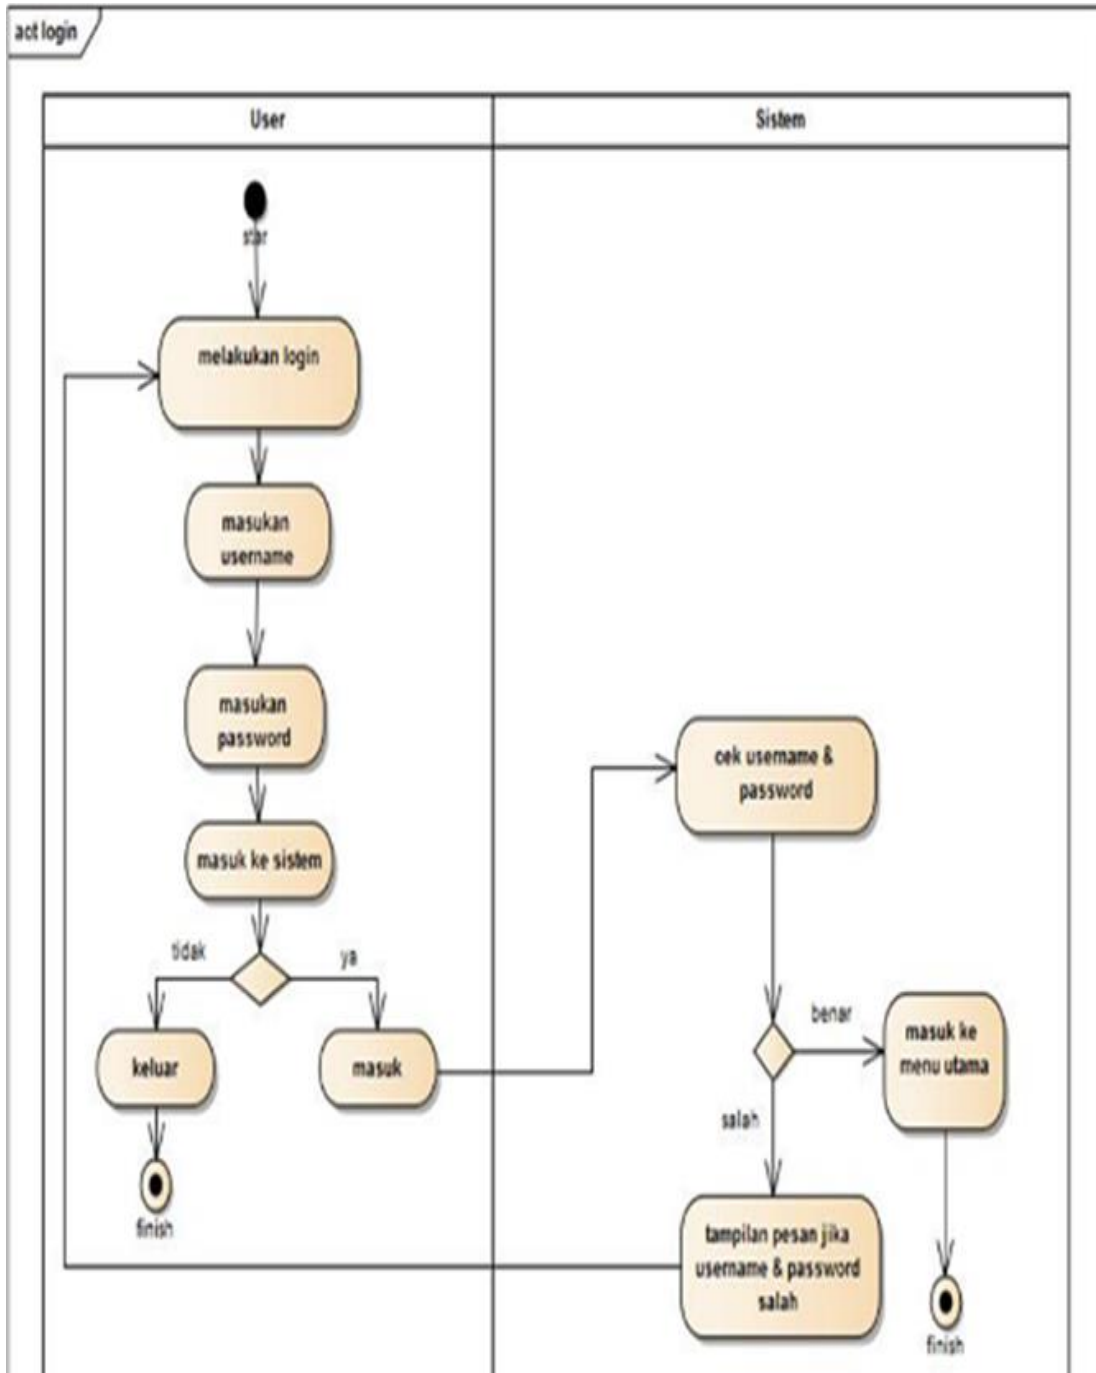 act login
User
Sistem
star
melakukan login
masukan
username
masukan
password
masuk ke sistem
tidak
ya
keluar
masuk
finish
cek username &
password
benar
masuk ke
menu utama
salah
tampilan pesan jika
username & password
salah
finish